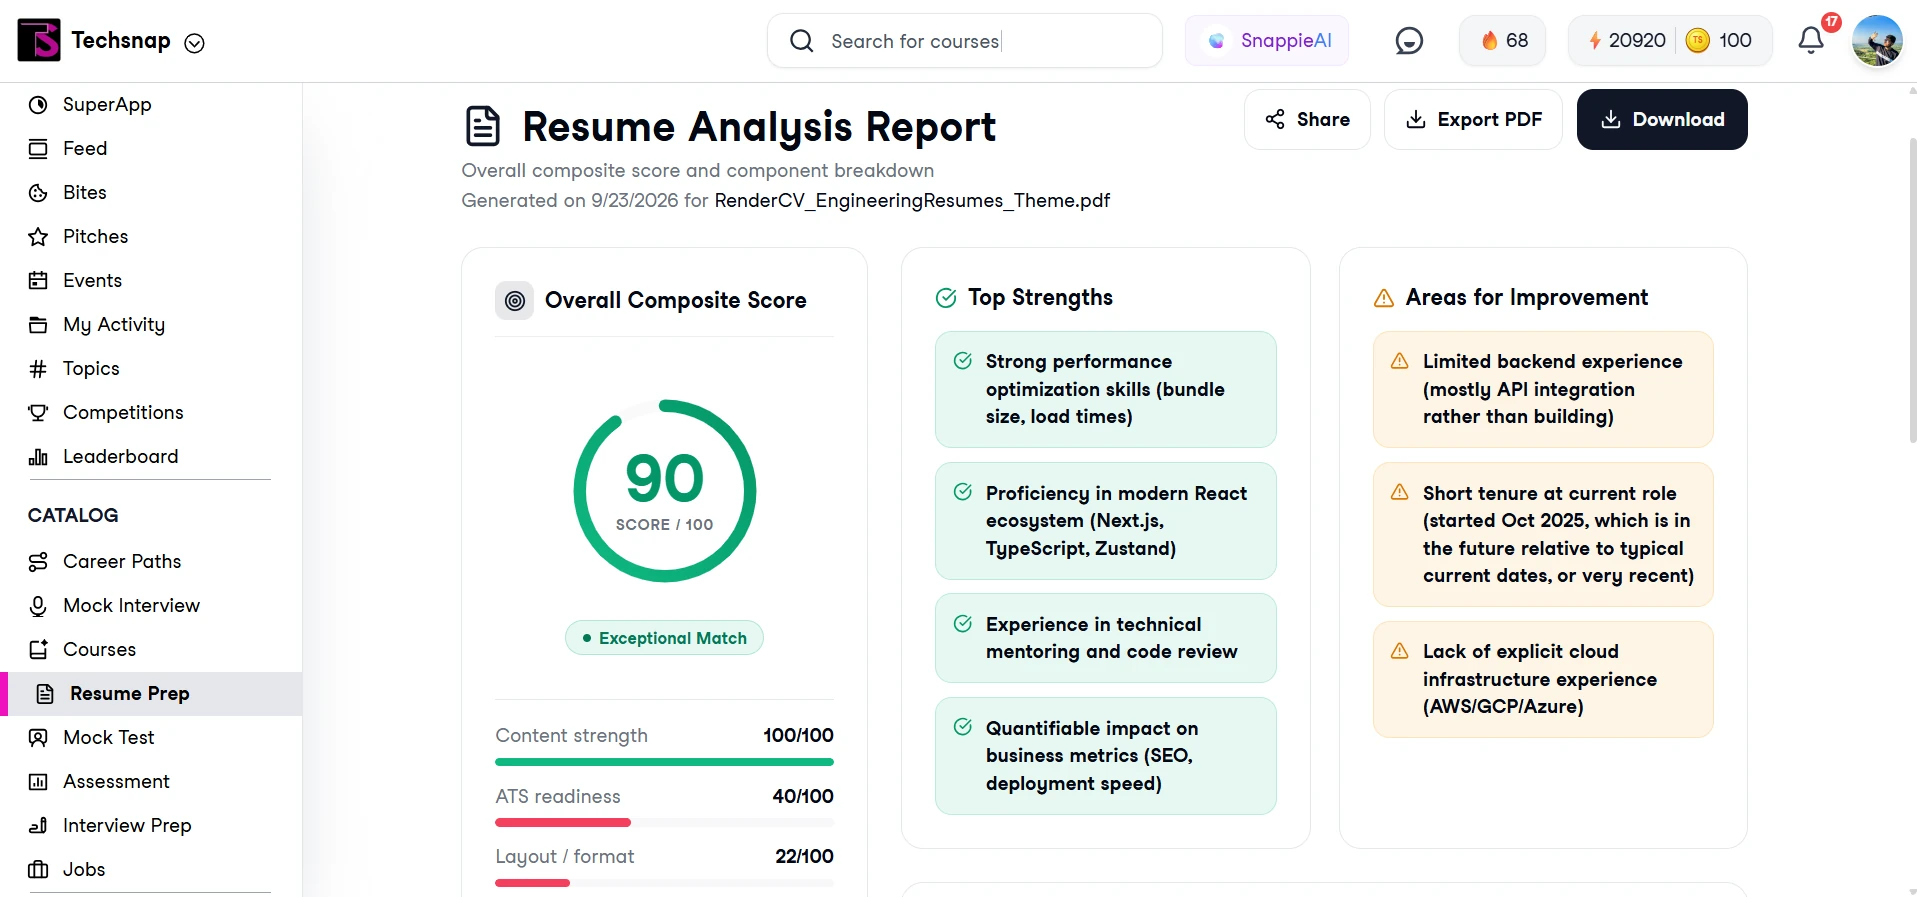 Techsnap
Search for courses
SnappieAI
68
20920
TS
100
17
SuperApp
Feed
Bites
Pitches
Events
My Activity
Topics
Competitions
Leaderboard
CATALOG
Career Paths
Mock Interview
Courses
Resume Prep
Mock Test
Assessment
Interview Prep
Jobs
Resume Analysis Report
Share
Export PDF
Download
Overall composite score and component breakdown
Generated on 9/23/2026 for RenderCV_EngineeringResumes_Theme.pdf
Overall Composite Score
90
SCORE / 100
Exceptional Match
Content strength 100/100
ATS readiness 40/100
Layout / format 22/100
Top Strengths
Strong performance
optimization skills (bundle
size, load times)
Proficiency in modern React
ecosystem (Next.js,
TypeScript, Zustand)
Experience in technical
mentoring and code review
Quantifiable impact on
business metrics (SEO,
deployment speed)
Areas for Improvement
Limited backend experience
(mostly API integration
rather than building)
Short tenure at current role
(started Oct 2025, which is in
the future relative to typical
current dates, or very recent)
Lack of explicit cloud
infrastructure experience
(AWS/GCP/Azure)